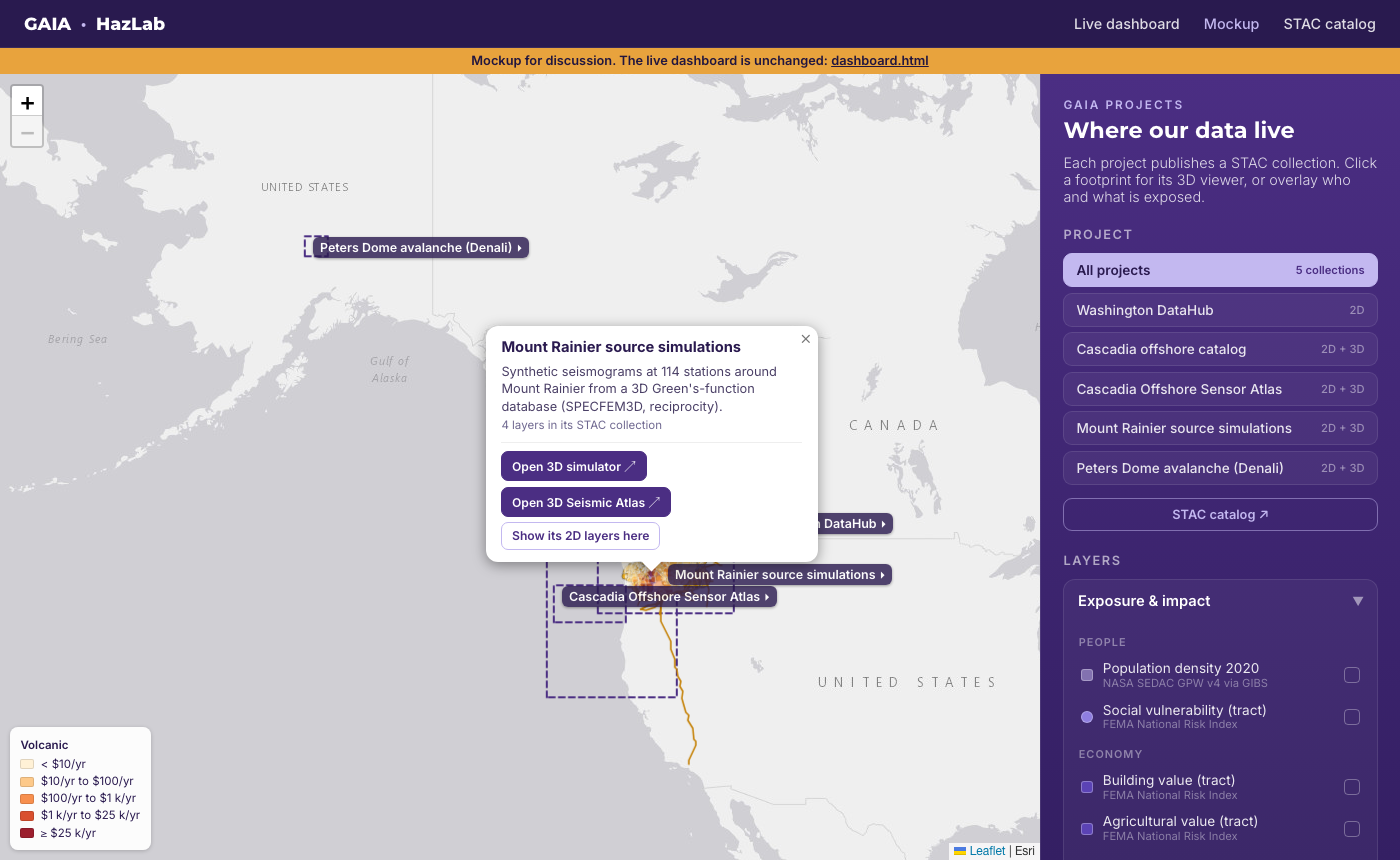 GAIA • HazLab
Live dashboard
Mockup
STAC catalog
Mockup for discussion. The live dashboard is unchanged: dashboard.html
+
−
UNITED STATES
Peters Dome avalanche (Denali) ▸
Bering Sea
Gulf of
Alaska
CANADA
UNITED STATES
Mount Rainier source simulations
×
Synthetic seismograms at 114 stations around
Mount Rainier from a 3D Green's-function
database (SPECFEM3D, reciprocity).
4 layers in its STAC collection
Open 3D simulator ↗
Open 3D Seismic Atlas ↗
Show its 2D layers here
DataHub ▸
Mount Rainier source simulations ▸
Cascadia Offshore Sensor Atlas ▸
Volcanic
< $10/yr
$10/yr to $100/yr
$100/yr to $1 k/yr
$1 k/yr to $25 k/yr
≥ $25 k/yr
Leaflet | Esri
GAIA PROJECTS
Where our data live
Each project publishes a STAC collection. Click
a footprint for its 3D viewer, or overlay who
and what is exposed.
PROJECT
All projects 5 collections
Washington DataHub 2D
Cascadia offshore catalog 2D + 3D
Cascadia Offshore Sensor Atlas 2D + 3D
Mount Rainier source simulations 2D + 3D
Peters Dome avalanche (Denali) 2D + 3D
STAC catalog ↗
LAYERS
Exposure & impact ▼
PEOPLE
Population density 2020
NASA SEDAC GPW v4 via GIBS
Social vulnerability (tract)
FEMA National Risk Index
ECONOMY
Building value (tract)
FEMA National Risk Index
Agricultural value (tract)
FEMA National Risk Index